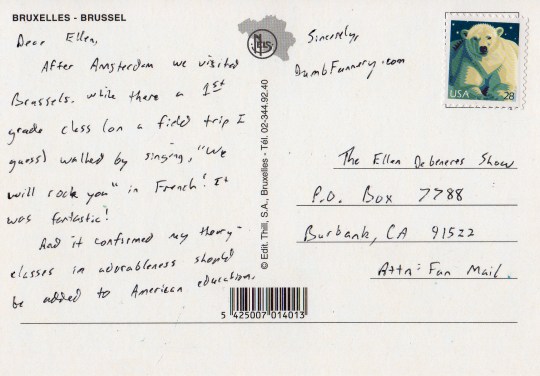 BRUXELLES - BRUSSEL
Dear Ellen,
After Amsterdam we visited
Brussels. While there a 1st
grade class (on a field trip I
guess) walked by singing, "We
will rock you" in French! It
was fantastic!
And it confirmed my theory -
classes in adorableness should
be added to American education.
Sincerely,
DumbFunnery.com
© Edit. Thill, S.A., Bruxelles - Tél. 02-344.92.40
USA 28
The Ellen Degeneres Show
P.O. Box 7788
Burbank, CA 91522
Attn: Fan Mail.
5 425007 014013